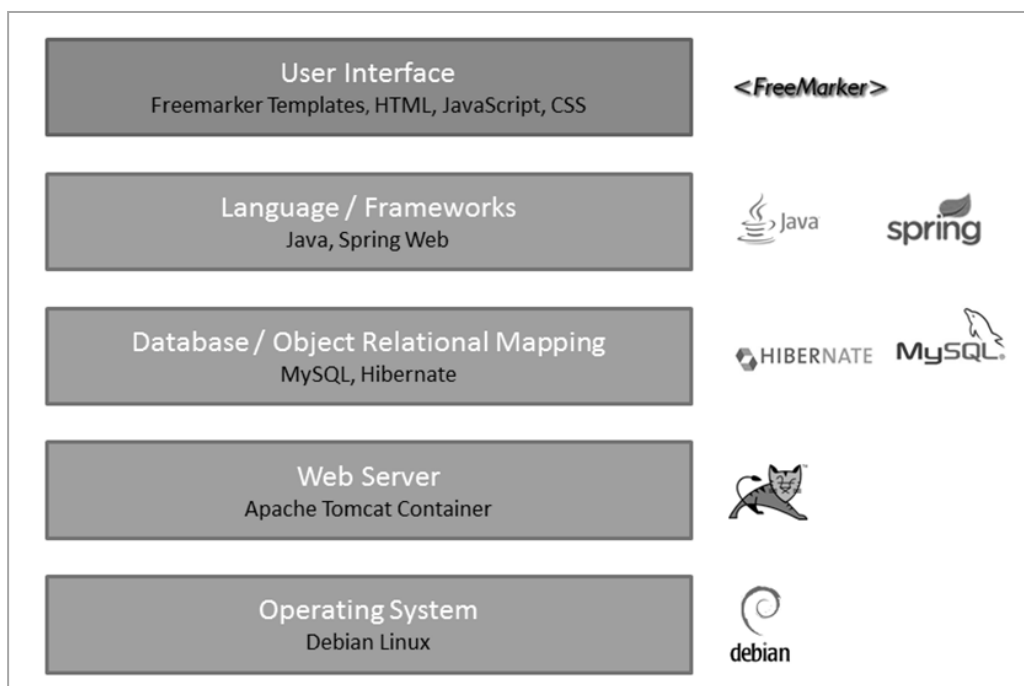 User Interface
Freemarker Templates, HTML, JavaScript, CSS
<FreeMarker>
Language / Frameworks
Java, Spring Web
Java
spring
Database / Object Relational Mapping
MySQL, Hibernate
HIBERNATE
MySQL®
Web Server
Apache Tomcat Container
TM
Operating System
Debian Linux
debian